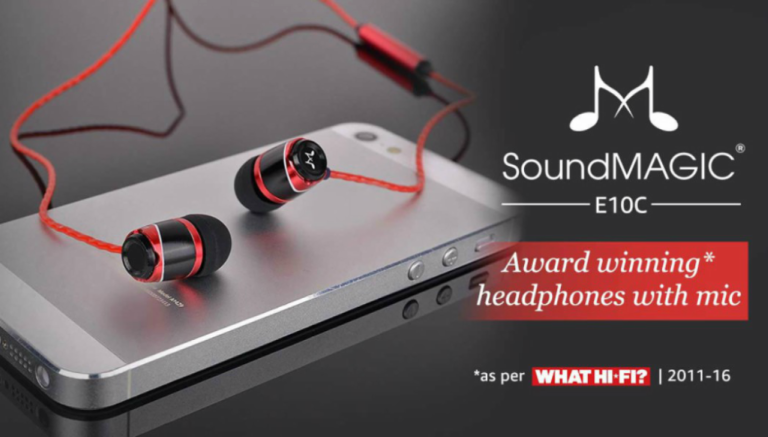 SoundMAGIC®
E10C
Award winning*
headphones with mic
*as per WHAT HI-FI? | 2011-16